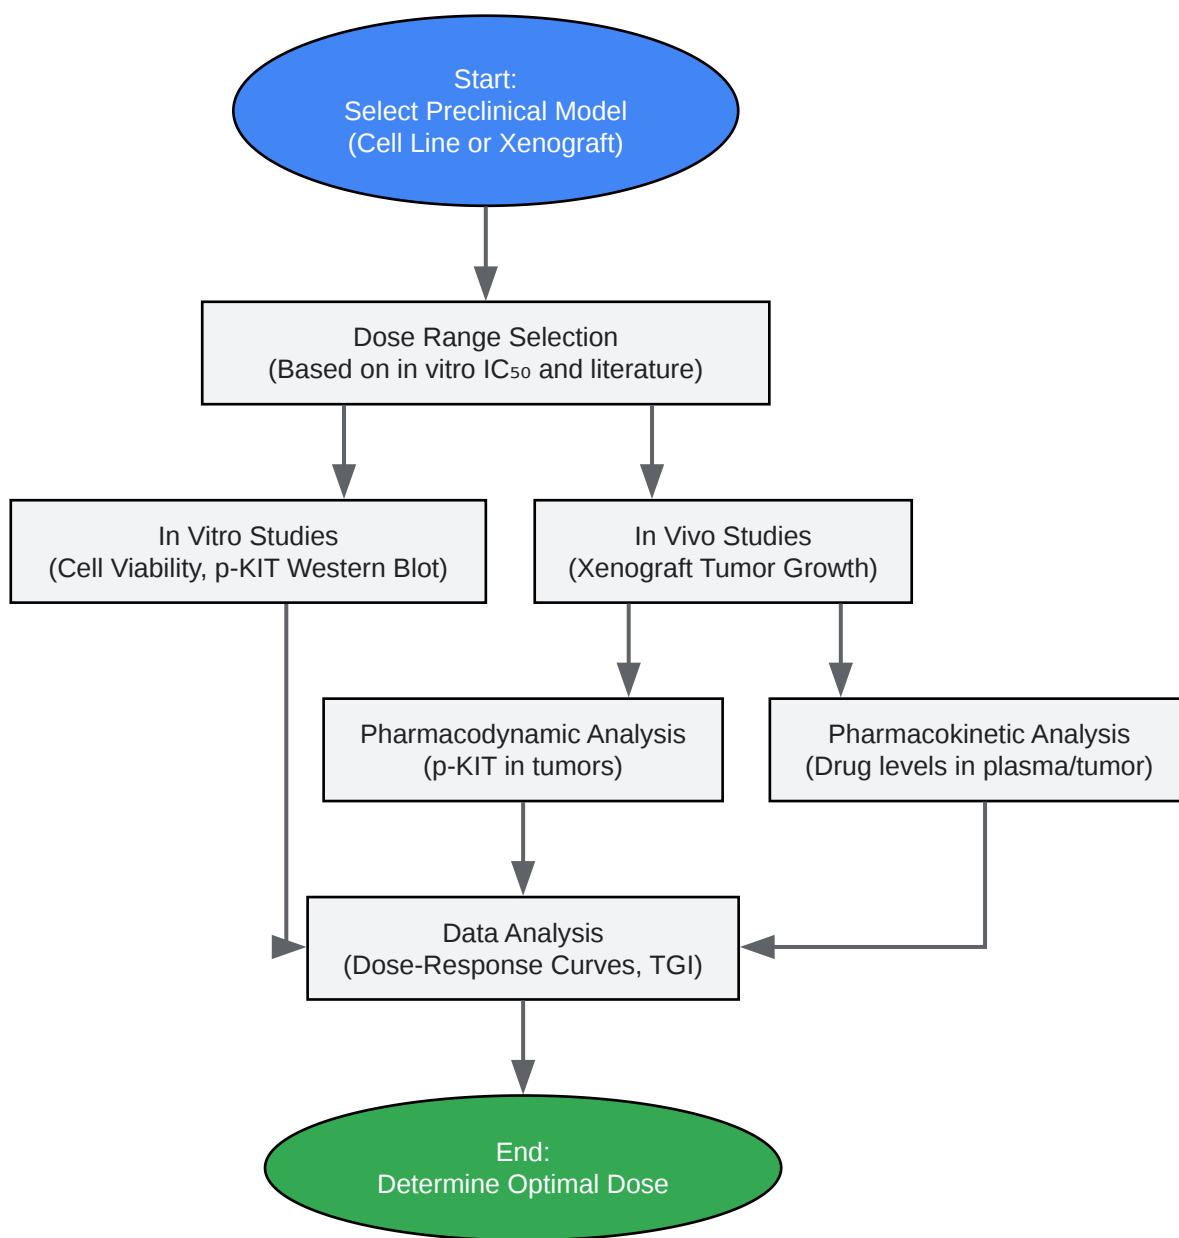 Start:
Select Preclinical Model
(Cell Line or Xenograft)
Dose Range Selection
(Based on in vitro IC₅₀ and literature)
In Vitro Studies
(Cell Viability, p-KIT Western Blot)
In Vivo Studies
(Xenograft Tumor Growth)
Pharmacodynamic Analysis
(p-KIT in tumors)
Pharmacokinetic Analysis
(Drug levels in plasma/tumor)
Data Analysis
(Dose-Response Curves, TGI)
End:
Determine Optimal Dose